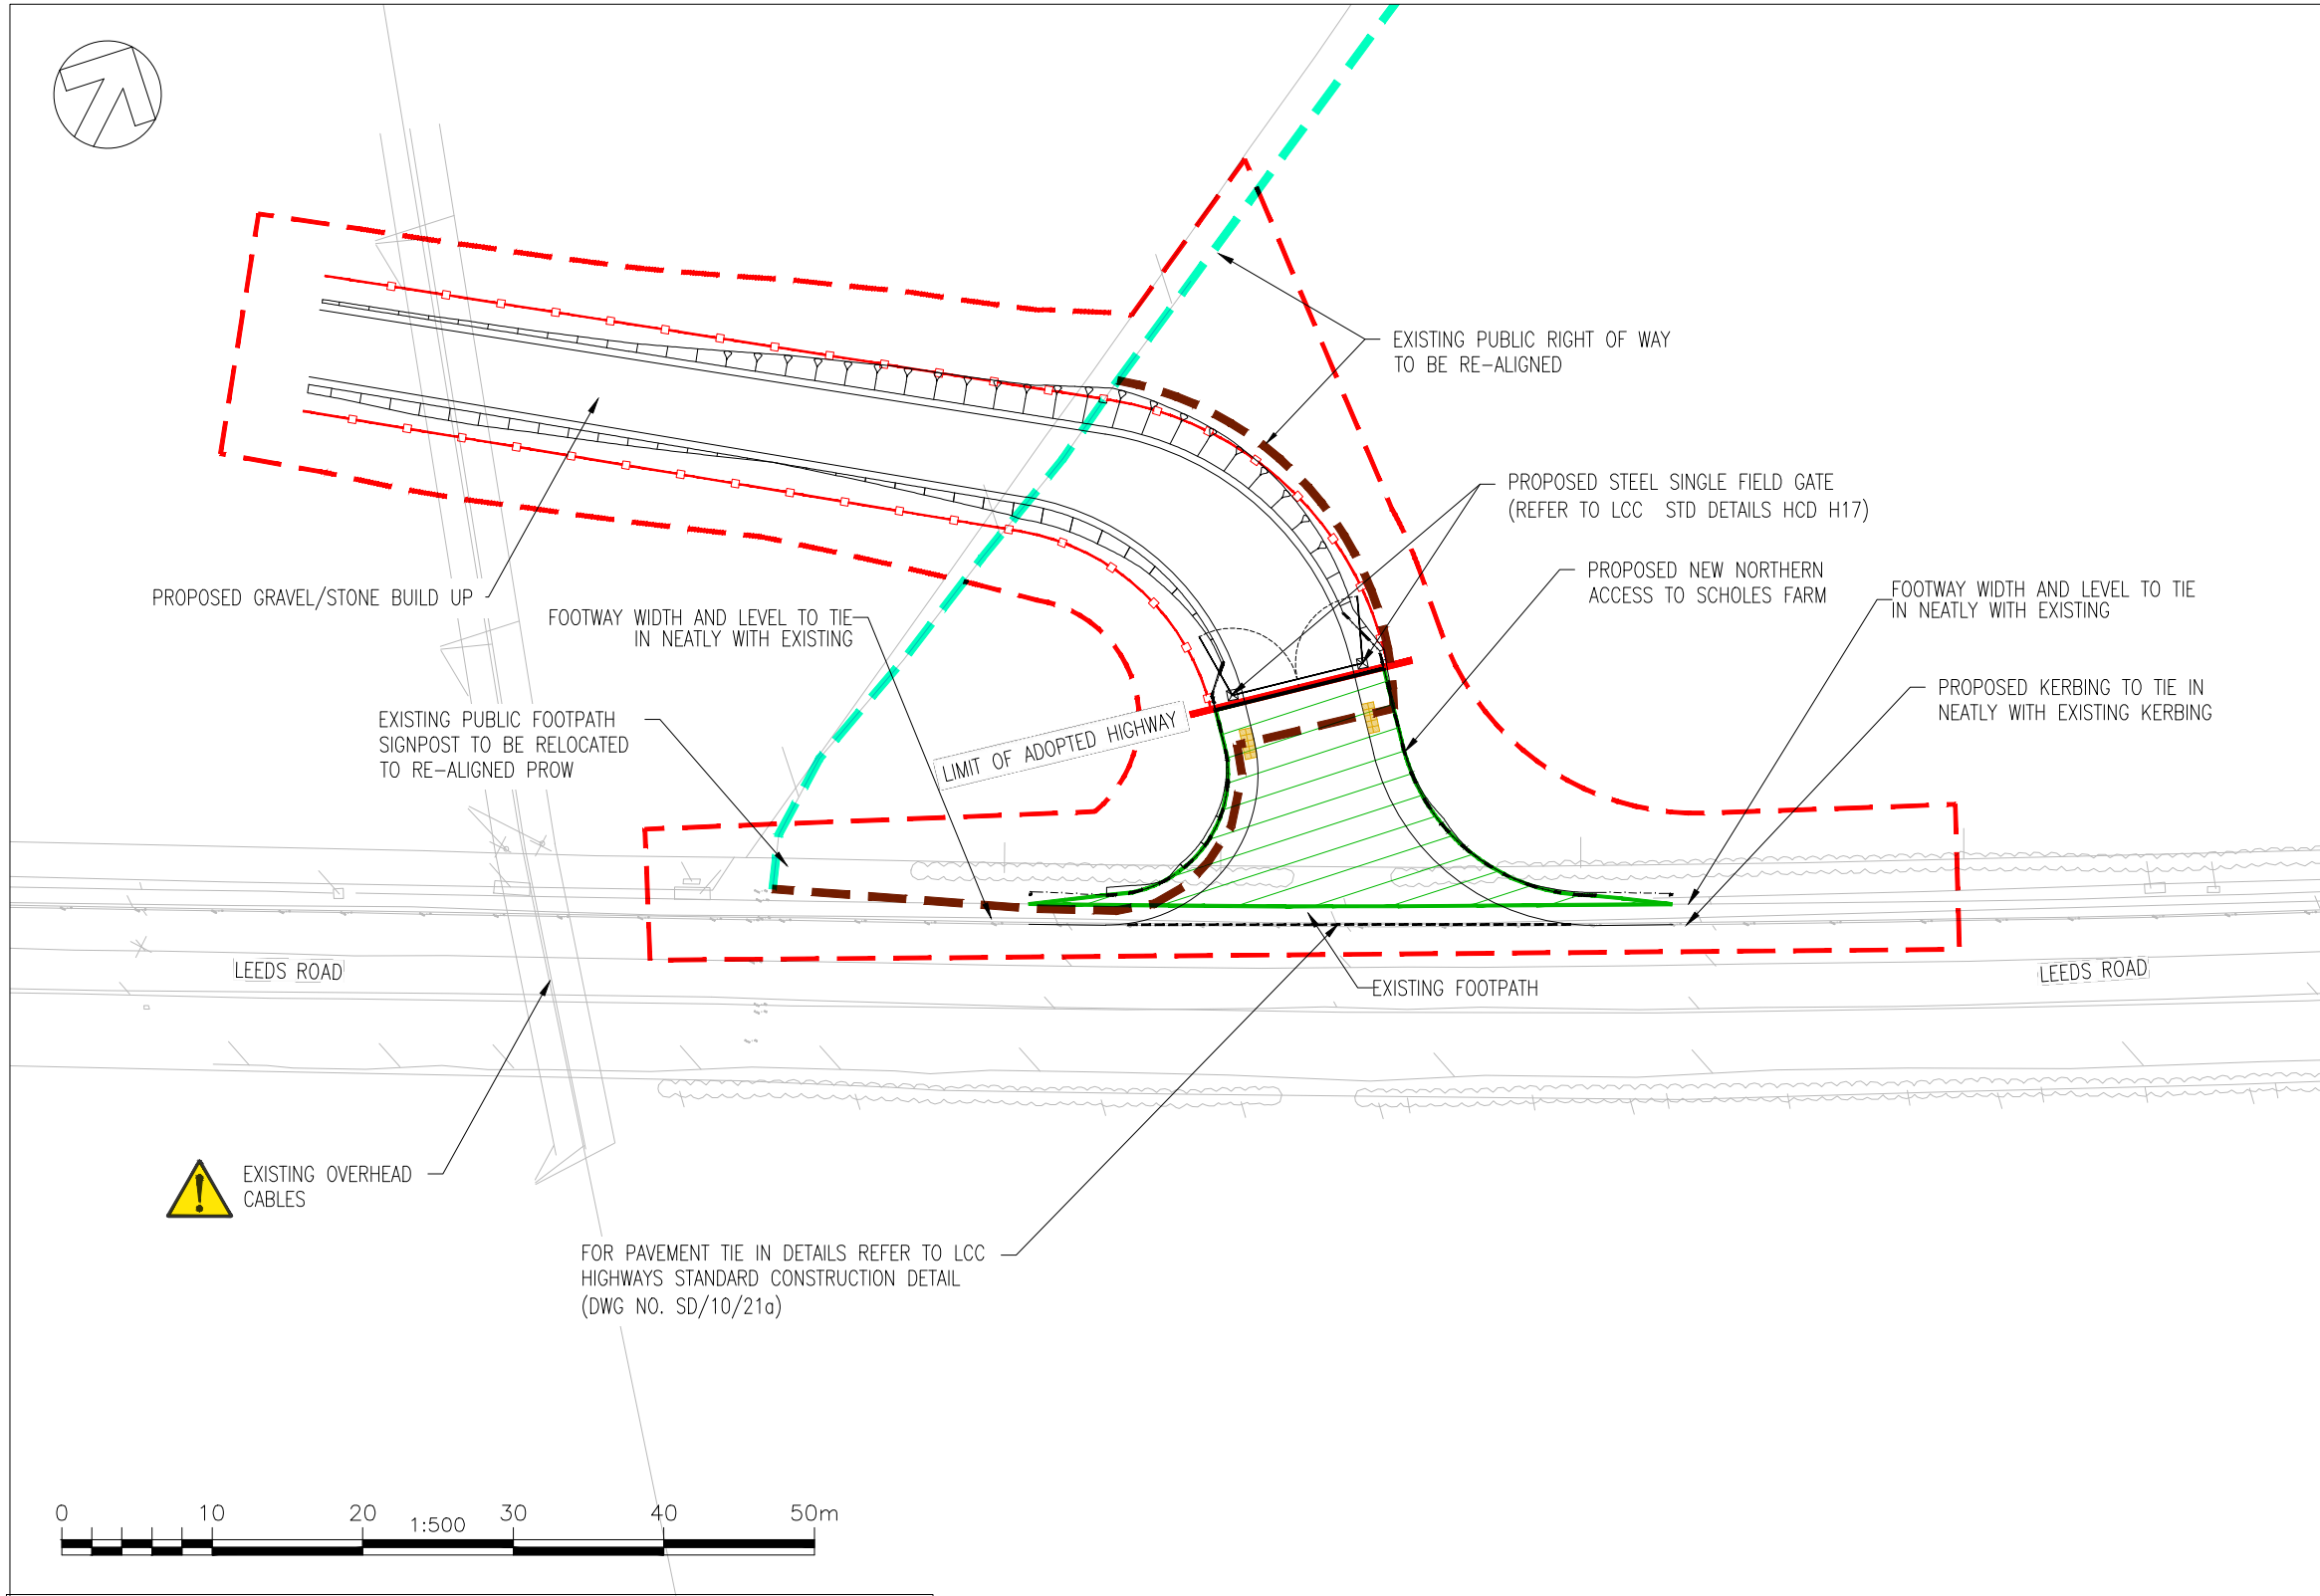 EXISTING PUBLIC RIGHT OF WAY
TO BE RE-ALIGNED
PROPOSED STEEL SINGLE FIELD GATE
(REFER TO LCC STD DETAILS HCD H17)
PROPOSED NEW NORTHERN
ACCESS TO SCHOLES FARM
FOOTWAY WIDTH AND LEVEL TO TIE
IN NEATLY WITH EXISTING
PROPOSED GRAVEL/STONE BUILD UP
FOOTWAY WIDTH AND LEVEL TO TIE
IN NEATLY WITH EXISTING
PROPOSED KERBING TO TIE IN
NEATLY WITH EXISTING KERBING
EXISTING PUBLIC FOOTPATH
SIGNPOST TO BE RELOCATED
TO RE-ALIGNED PROW
LIMIT OF ADOPTED HIGHWAY
LEEDS ROAD
LEEDS ROAD
EXISTING FOOTPATH
!
EXISTING OVERHEAD
CABLES
FOR PAVEMENT TIE IN DETAILS REFER TO LCC
HIGHWAYS STANDARD CONSTRUCTION DETAIL
(DWG NO. SD/10/21a)
0 10 20 30 40 50m
1:500